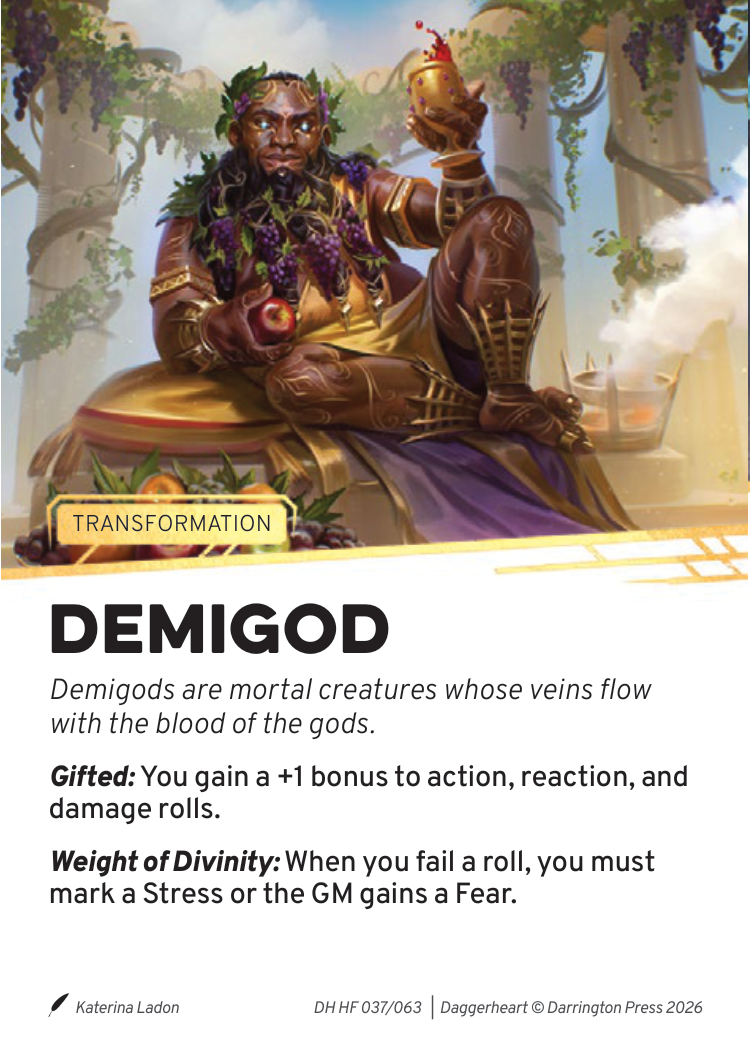 TRANSFORMATION
DEMIGOD
Demigods are mortal creatures whose veins flow
with the blood of the gods.
Gifted: You gain a +1 bonus to action, reaction, and
damage rolls.
Weight of Divinity: When you fail a roll, you must
mark a Stress or the GM gains a Fear.
Katerina Ladon
DH HF 037/063 | Daggerheart © Darrington Press 2026